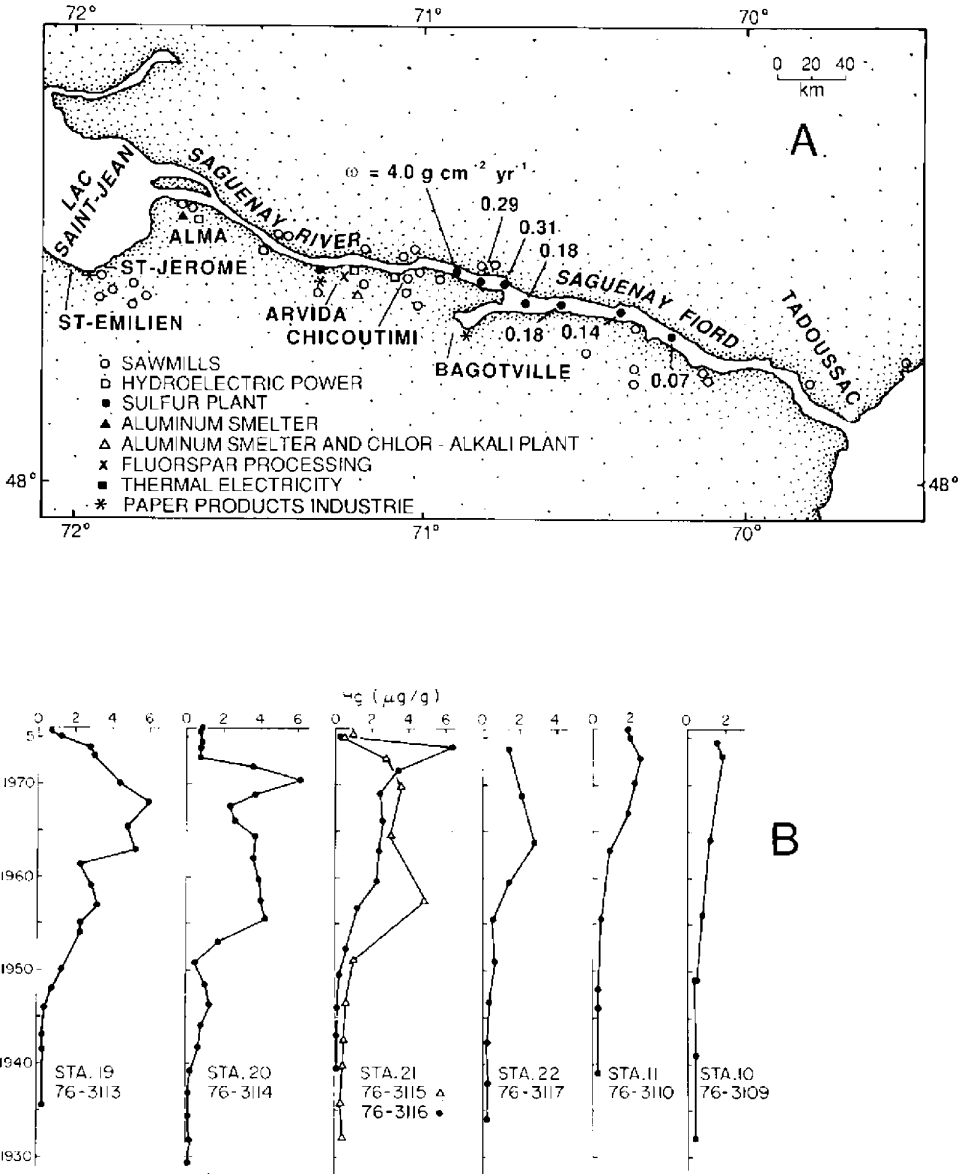 72° 71° 70°
0 20 40
km
A
LAC SAINT-JEAN
SAGUENAY RIVER
ω = 4.0 g cm⁻² yr⁻¹
0.29
0.31
0.18
ALMA
ST-JEROME
SAGUENAY FIORD
TADOUSSAC
ARVIDA
ST-EMILIEN
CHICOUTIMI
0.18 0.14
BAGOTVILLE
0.07
SAWMILLS
HYDROELECTRIC POWER
SULFUR PLANT
ALUMINUM SMELTER
ALUMINUM SMELTER AND CHLOR - ALKALI PLANT
FLUORSPAR PROCESSING
THERMAL ELECTRICITY
PAPER PRODUCTS INDUSTRIE
48° 48°
72° 71° 70°
(μg/g)
0 2 4 6 0 2 4 6 0 2 4 6 0 2 0 2 0 2
5
1970
B
1960
1950
1940
STA. 19
76-3113
STA. 20
76-3114
STA. 21
76-3115
76-3116
STA. 22
76-3117
STA. 11
76-3110
STA. 10
76-3109
1930